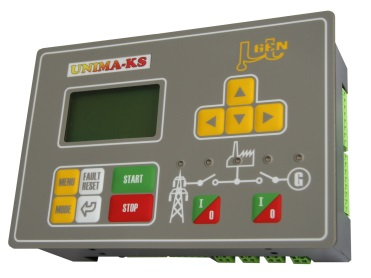 UNIMA-KS
GEN
MENU
FAULT
RESET
START
MODE
STOP
G
I
0
I
0